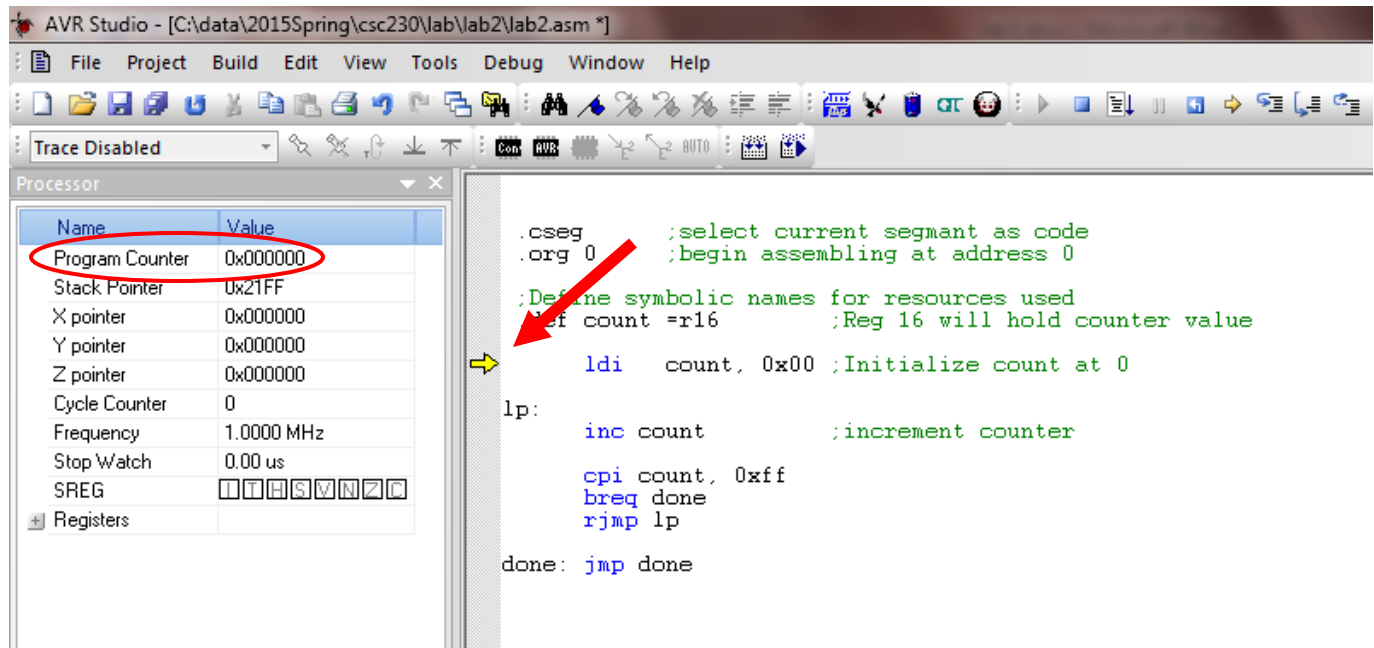 AVR Studio - [C:\data\2015Spring\csc230\lab\lab2\lab2.asm *]
File Project Build Edit View Tools Debug Window Help
Trace Disabled
Con AVR AUTO
Processor
Name Value
Program Counter 0x000000
Stack Pointer 0x21FF
X pointer 0x000000
Y pointer 0x000000
Z pointer 0x000000
Cycle Counter 0
Frequency 1.0000 MHz
Stop Watch 0.00 us
SREG I T H S V N Z C
Registers
.cseg ;select current segmant as code
.org 0 ;begin assembling at address 0
;Define symbolic names for resources used
def count =r16 ;Reg 16 will hold counter value
ldi count, 0x00 ;Initialize count at 0
lp:
inc count ;increment counter
cpi count, 0xff
breq done
rjmp lp
done: jmp done